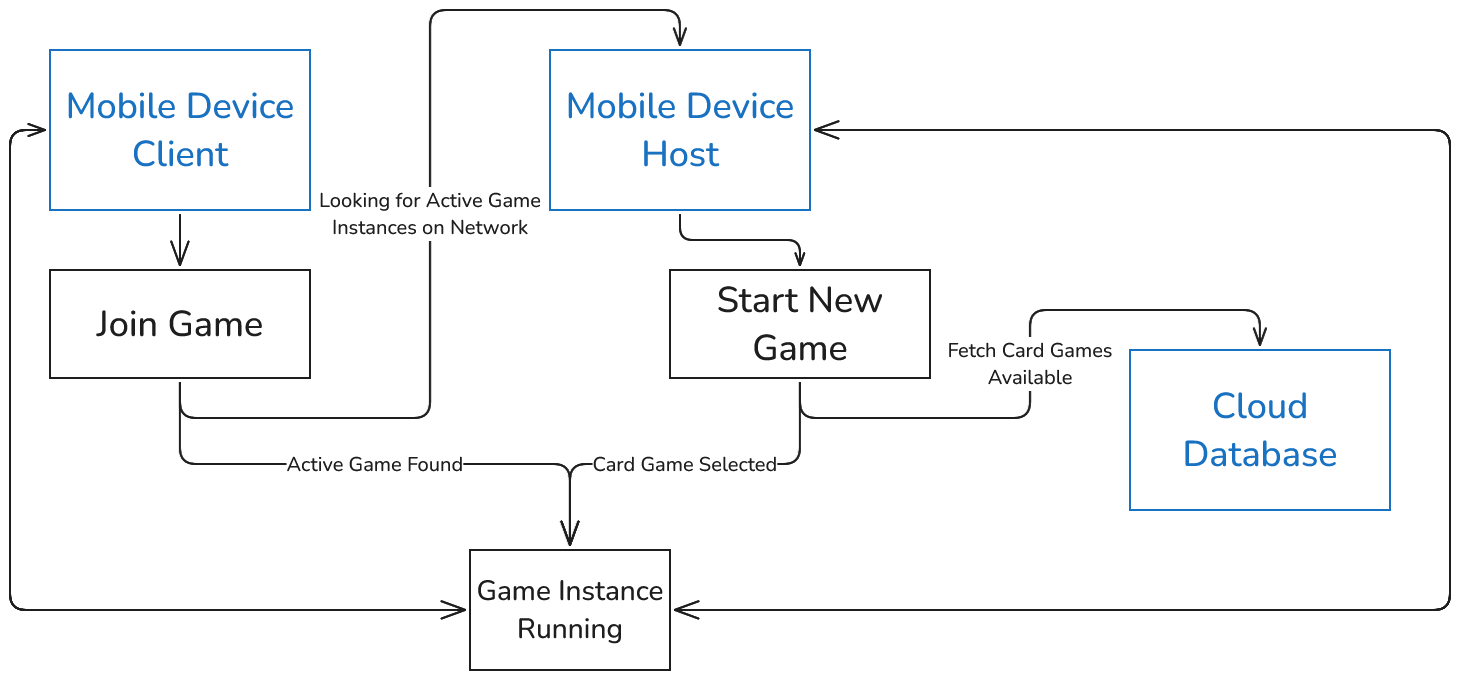 Mobile Device
Client
Mobile Device
Host
Looking for Active Game
Instances on Network
Join Game
Start New
Game
Fetch Card Games
Available
Cloud
Database
Active Game Found
Card Game Selected
Game Instance
Running